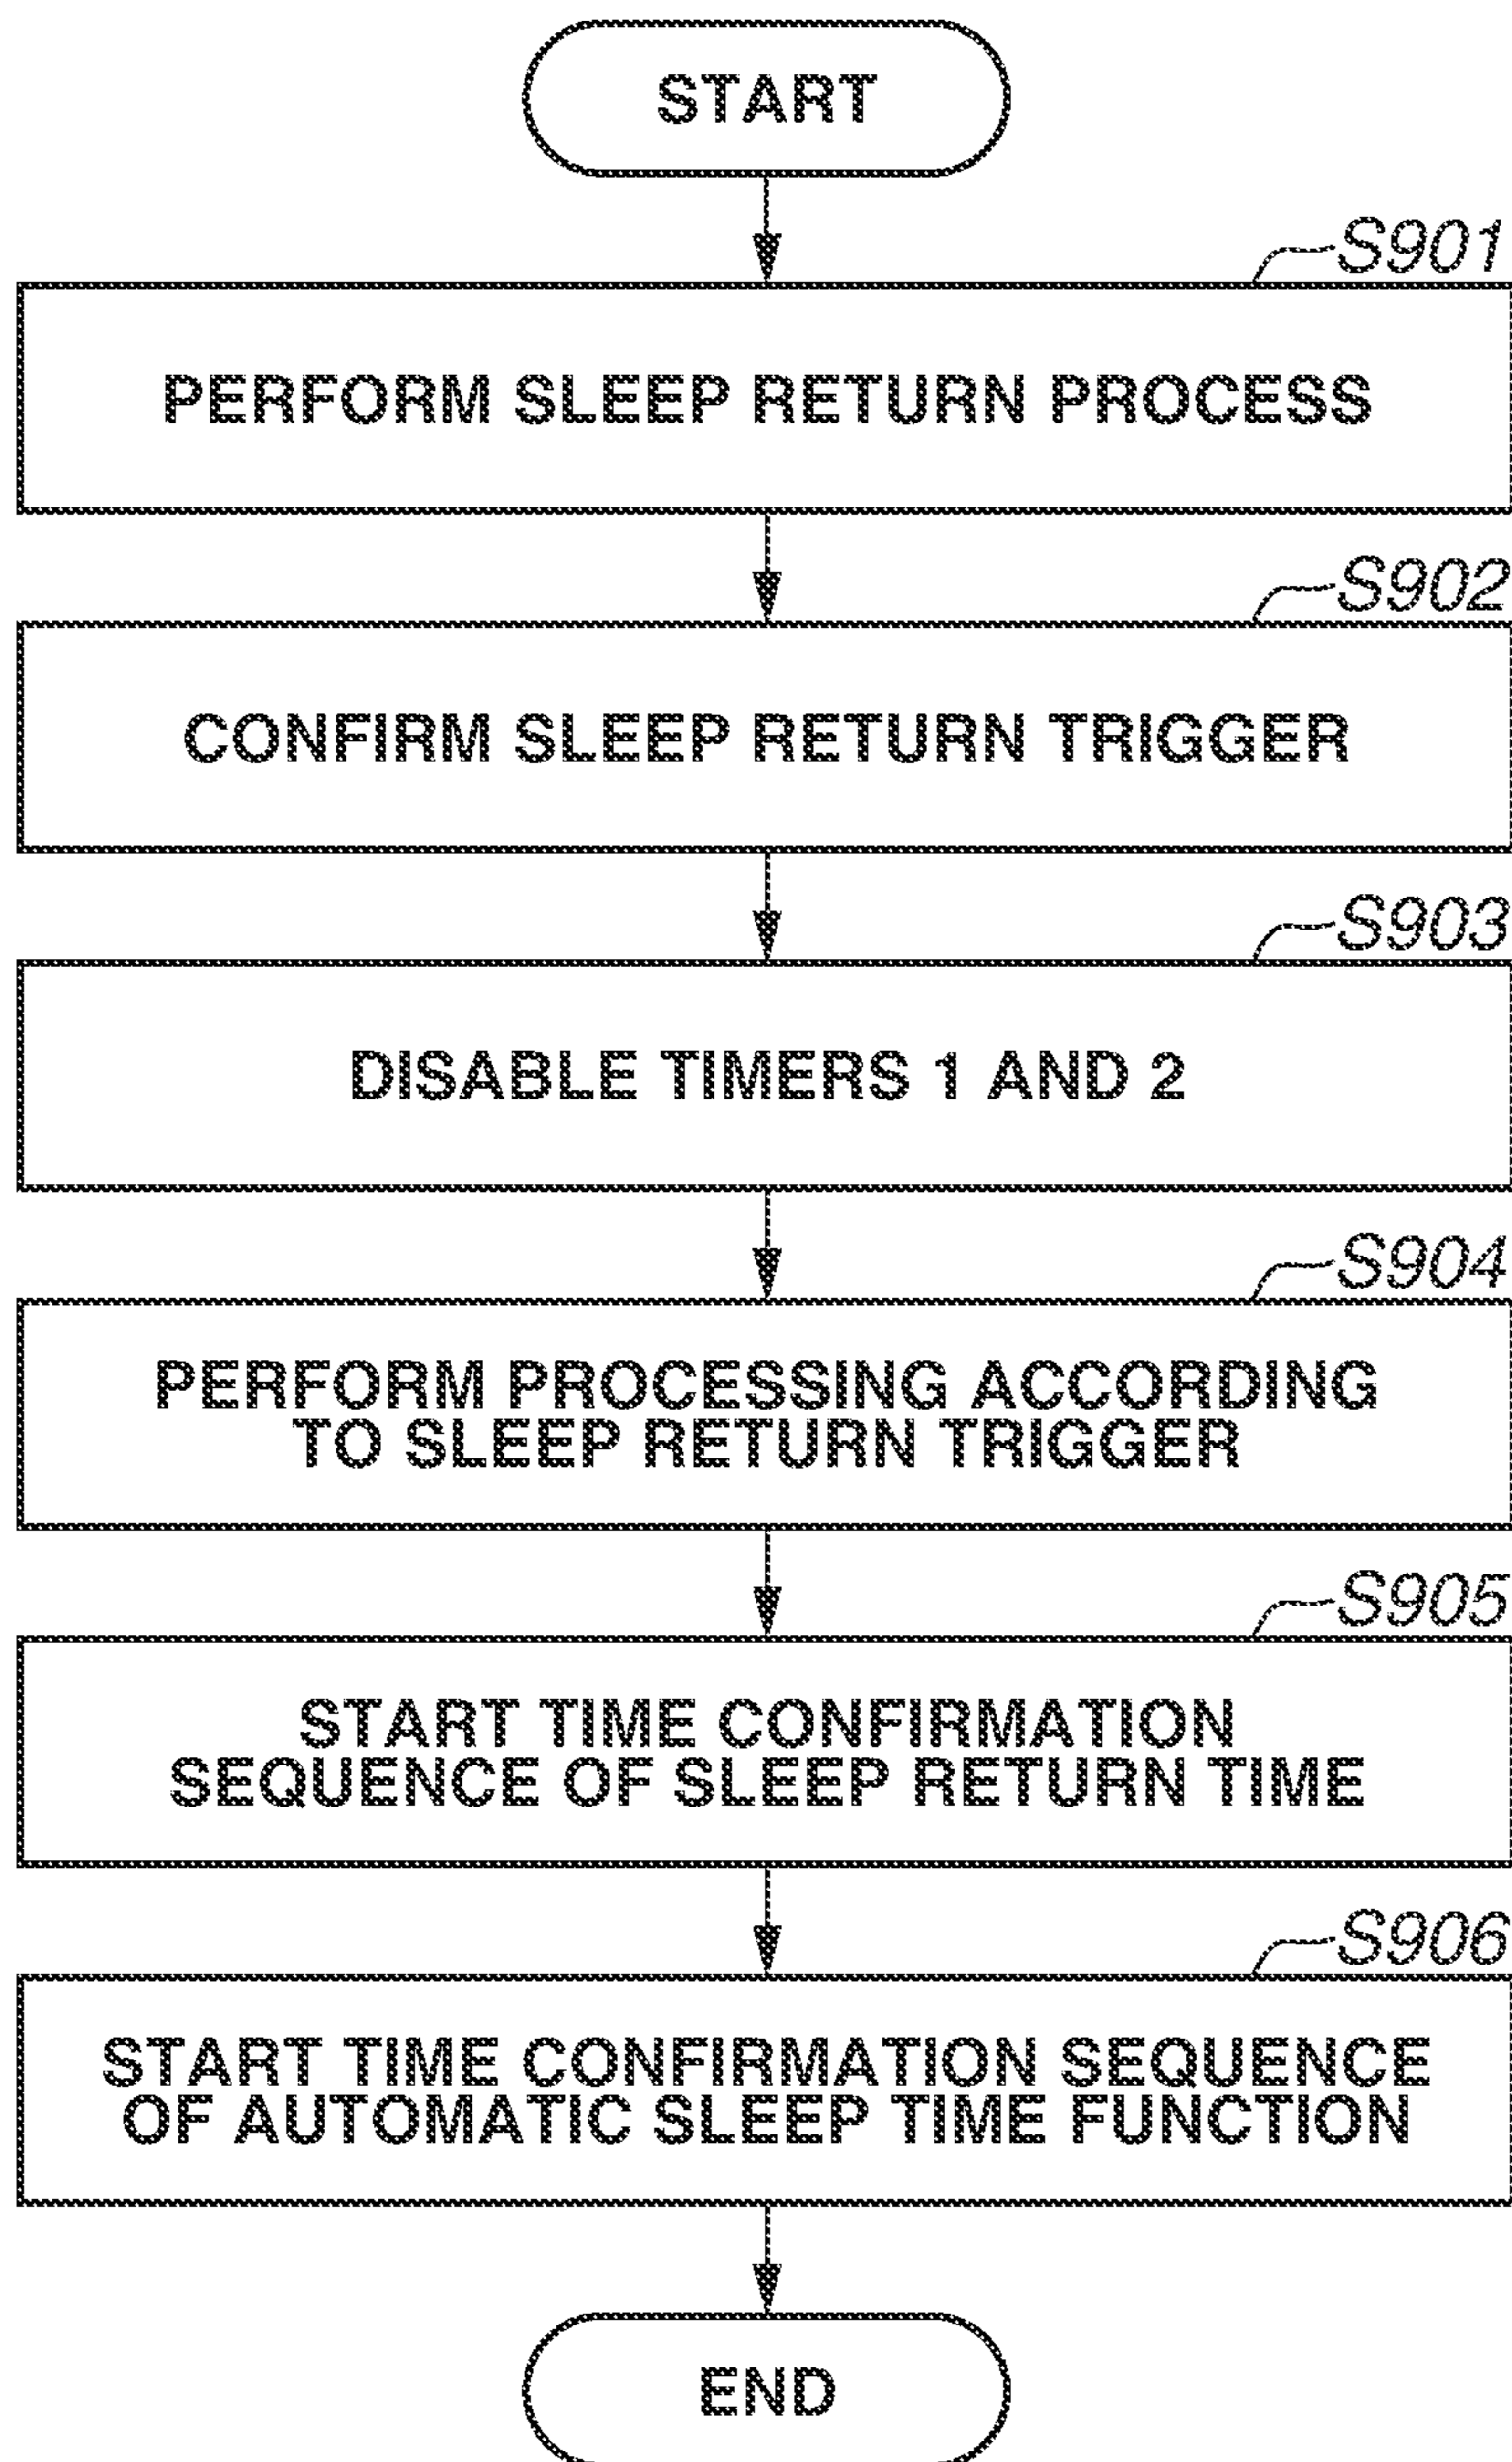 START
S901
PERFORM SLEEP RETURN PROCESS
S902
CONFIRM SLEEP RETURN TRIGGER
S903
DISABLE TIMERS 1 AND 2
S904
PERFORM PROCESSING ACCORDING
TO SLEEP RETURN TRIGGER
S905
START TIME CONFIRMATION
SEQUENCE OF SLEEP RETURN TIME
S906
START TIME CONFIRMATION SEQUENCE
OF AUTOMATIC SLEEP TIME FUNCTION
END